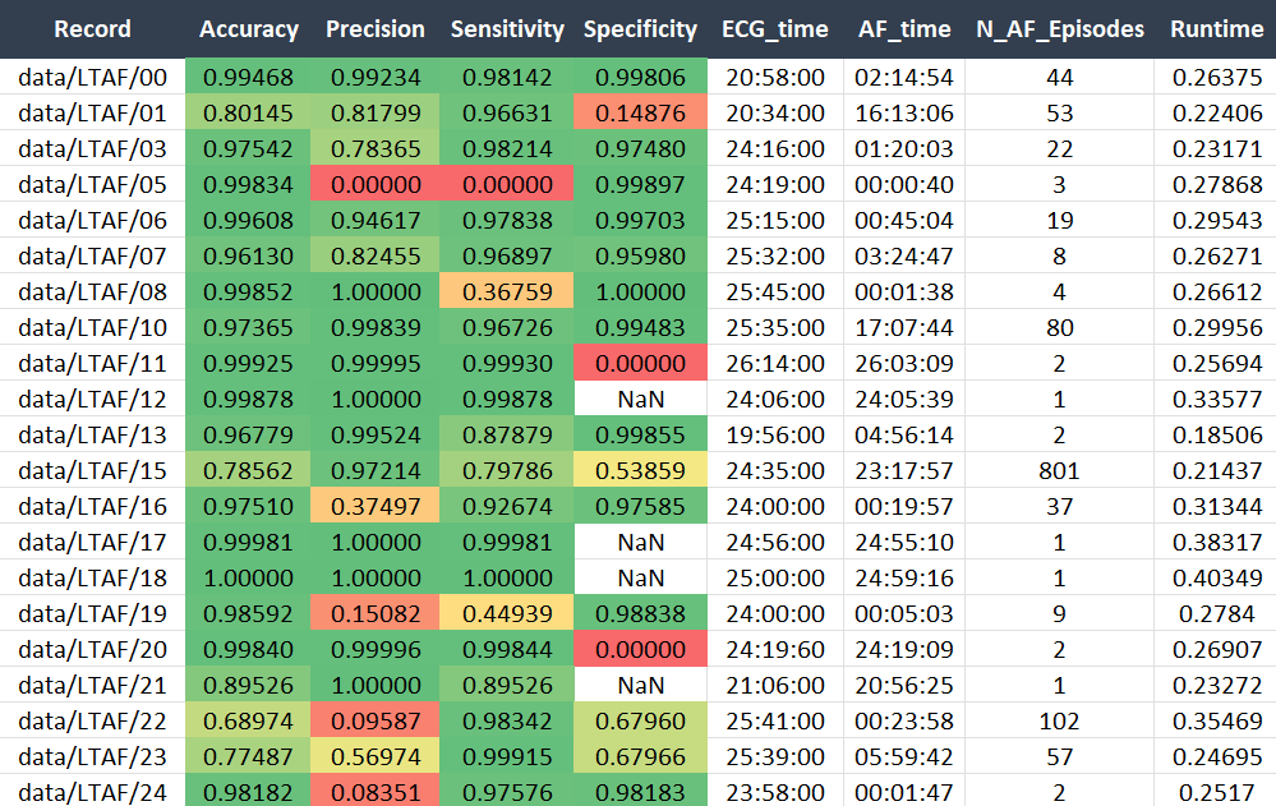 Record Accuracy Precision Sensitivity Specificity ECG_time AF_time N_AF_Episodes Runtime
data/LTAF/00 0.99468 0.99234 0.98142 0.99806 20:58:00 02:14:54 44 0.26375
data/LTAF/01 0.80145 0.81799 0.96631 0.14876 20:34:00 16:13:06 53 0.22406
data/LTAF/03 0.97542 0.78365 0.98214 0.97480 24:16:00 01:20:03 22 0.23171
data/LTAF/05 0.99834 0.00000 0.00000 0.99897 24:19:00 00:00:40 3 0.27868
data/LTAF/06 0.99608 0.94617 0.97838 0.99703 25:15:00 00:45:04 19 0.29543
data/LTAF/07 0.96130 0.82455 0.96897 0.95980 25:32:00 03:24:47 8 0.26271
data/LTAF/08 0.99852 1.00000 0.36759 1.00000 25:45:00 00:01:38 4 0.26612
data/LTAF/10 0.97365 0.99839 0.96726 0.99483 25:35:00 17:07:44 80 0.29956
data/LTAF/11 0.99925 0.99995 0.99930 0.00000 26:14:00 26:03:09 2 0.25694
data/LTAF/12 0.99878 1.00000 0.99878 NaN 24:06:00 24:05:39 1 0.33577
data/LTAF/13 0.96779 0.99524 0.87879 0.99855 19:56:00 04:56:14 2 0.18506
data/LTAF/15 0.78562 0.97214 0.79786 0.53859 24:35:00 23:17:57 801 0.21437
data/LTAF/16 0.97510 0.37497 0.92674 0.97585 24:00:00 00:19:57 37 0.31344
data/LTAF/17 0.99981 1.00000 0.99981 NaN 24:56:00 24:55:10 1 0.38317
data/LTAF/18 1.00000 1.00000 1.00000 NaN 25:00:00 24:59:16 1 0.40349
data/LTAF/19 0.98592 0.15082 0.44939 0.98838 24:00:00 00:05:03 9 0.2784
data/LTAF/20 0.99840 0.99996 0.99844 0.00000 24:19:60 24:19:09 2 0.26907
data/LTAF/21 0.89526 1.00000 0.89526 NaN 21:06:00 20:56:25 1 0.23272
data/LTAF/22 0.68974 0.09587 0.98342 0.67960 25:41:00 00:23:58 102 0.35469
data/LTAF/23 0.77487 0.56974 0.99915 0.67966 25:39:00 05:59:42 57 0.24695
data/LTAF/24 0.98182 0.08351 0.97576 0.98183 23:58:00 00:01:47 2 0.2517